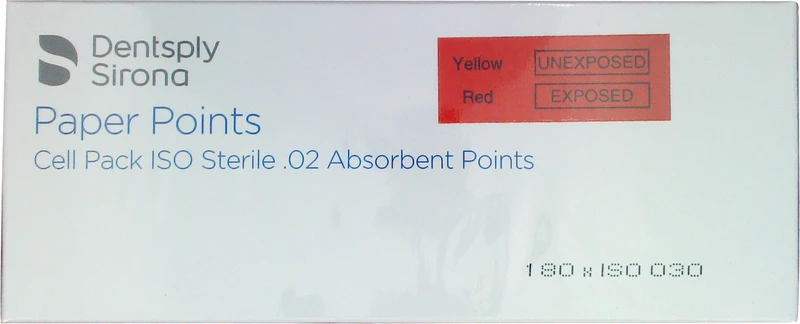 Dentsply
Sirona
Yellow UNEXPOSED
Red EXPOSED
Paper Points
Cell Pack ISO Sterile .02 Absorbent Points
180 x ISO 030